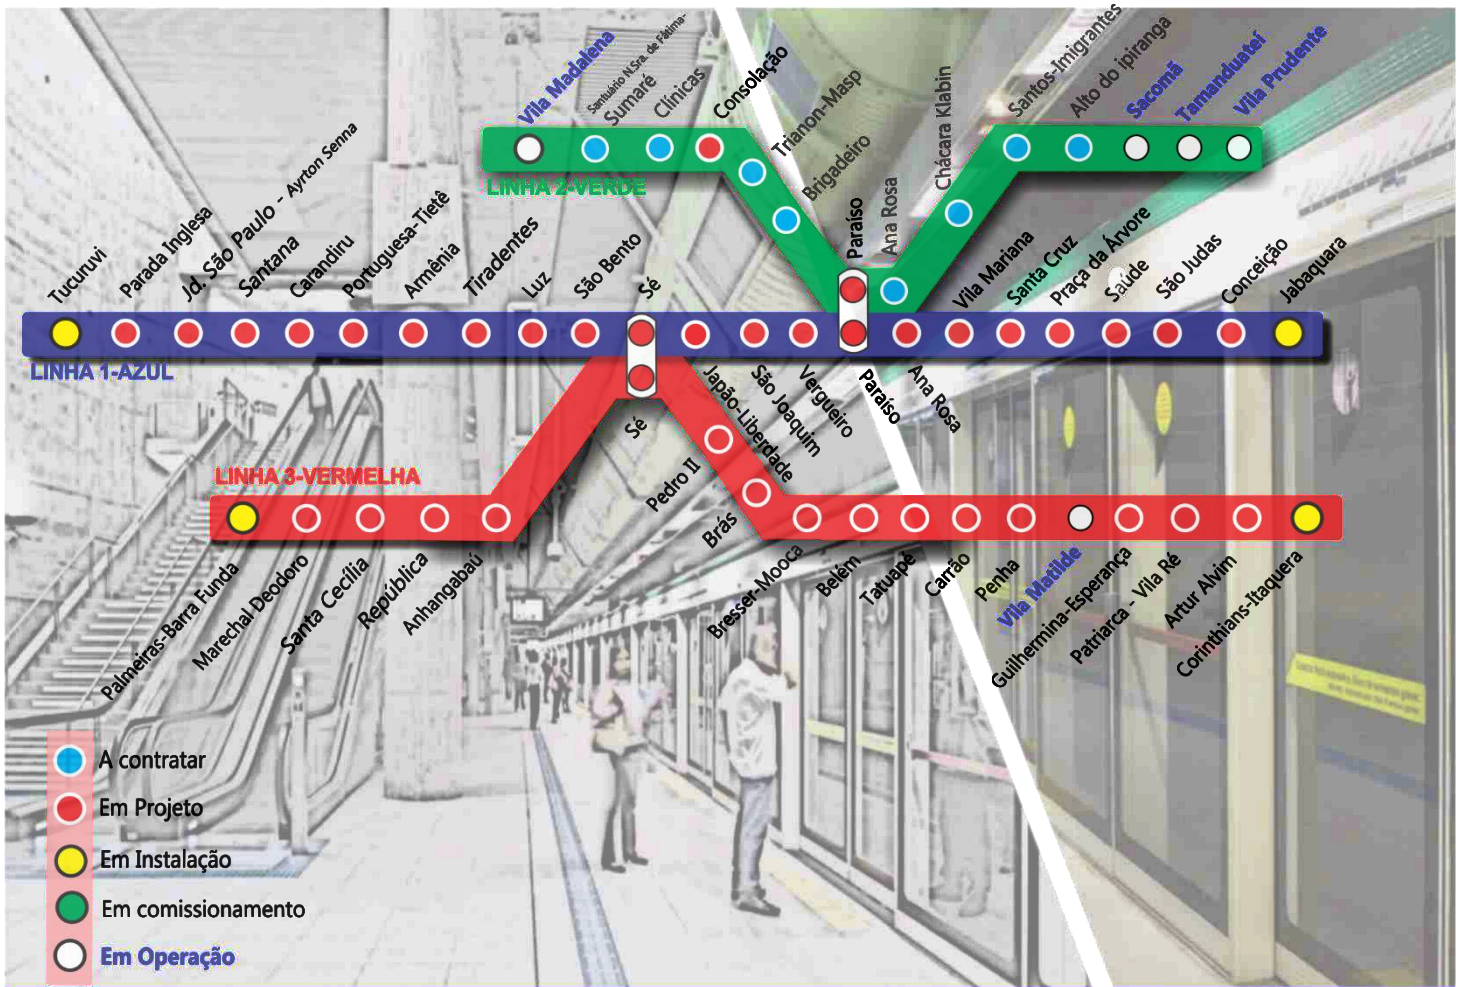 Vila Madalena
Santuário N.Sra. de Fátima-
Sumaré
Clínicas
Consolação
Trianon-Masp
Brigadeiro
Paraíso
Ana Rosa
Chácara Klabin
Santos-Imigrantes
Alto do ipiranga
Sacomã
Tamanduateí
Vila Prudente
LINHA 2-VERDE
Tucuruvi
Parada Inglesa
Jd. São Paulo - Ayrton Senna
Santana
Carandiru
Portuguesa-Tietê
Armênia
Tiradentes
Luz
São Bento
Sé
Vila Mariana
Santa Cruz
Praça da Árvore
Saúde
São Judas
Conceição
Jabaquara
LINHA 1-AZUL
Japão-Liberdade
São Joaquim
Vergueiro
Paraíso
Ana Rosa
Sé
LINHA 3-VERMELHA
Pedro II
Brás
Palmeiras-Barra Funda
Marechal Deodoro
Santa Cecília
República
Anhangabaú
Bresser-Mooca
Belém
Tatuapé
Carrão
Penha
Vila Matilde
Guilhermina-Esperança
Patriarca - Vila Ré
Artur Alvim
Corinthians-Itaquera
A contratar
Em Projeto
Em Instalação
Em comissionamento
Em Operação